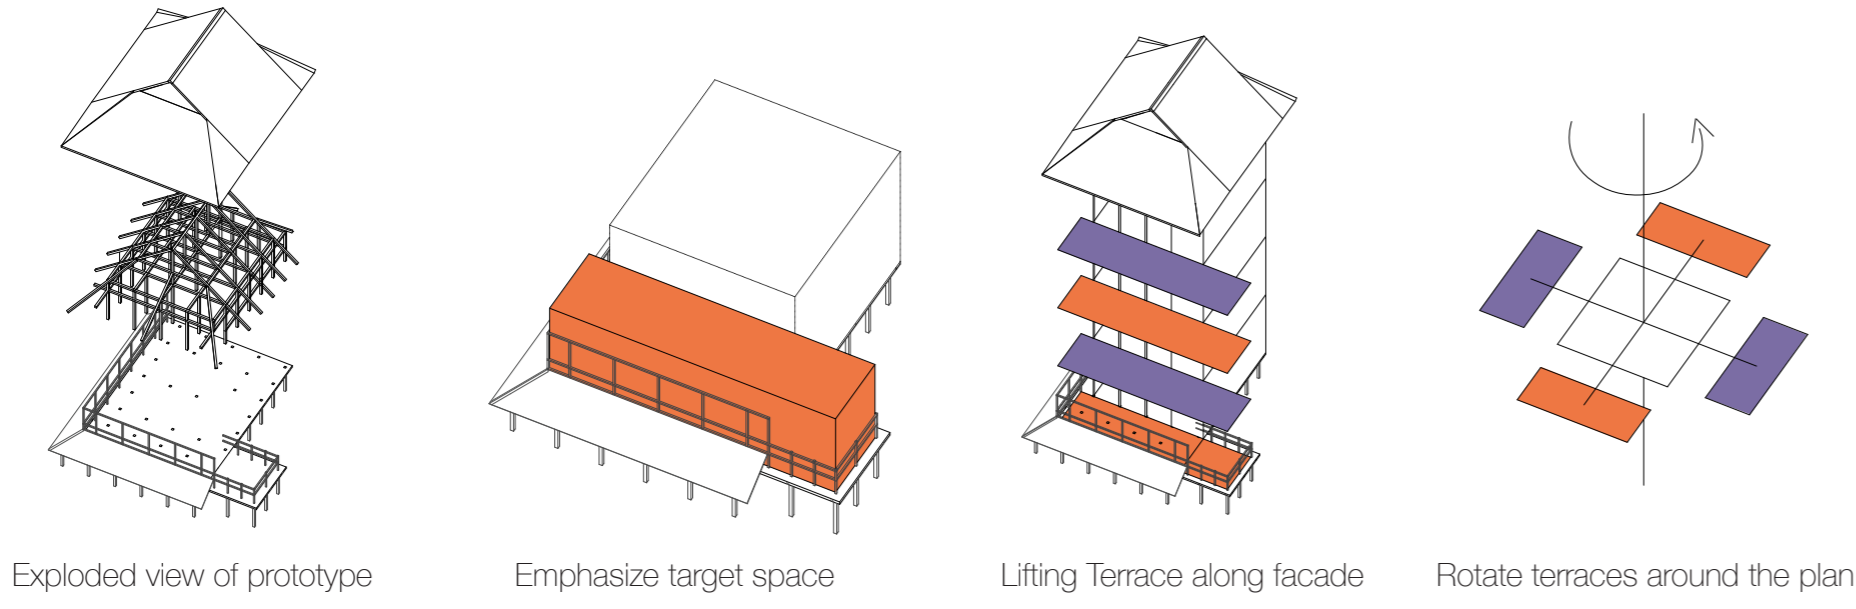 Exploded view of prototype
Emphasize target space
Lifting Terrace along facade
Rotate terraces around the plan